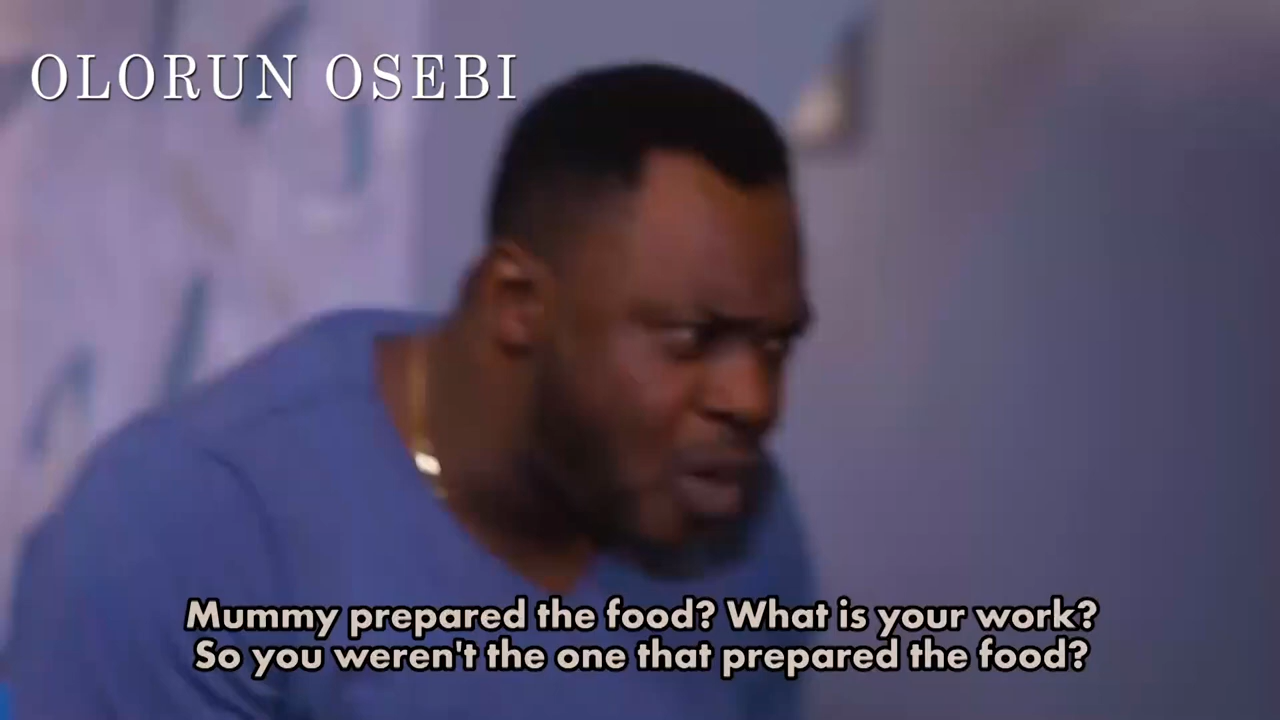 OLORUN OSEBI
Mummy prepared the food? What is your work?
So you weren't the one that prepared the food?